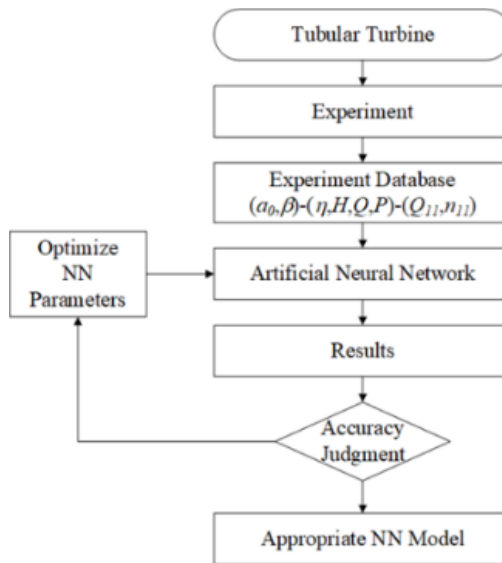 Tubular Turbine
Experiment
Experiment Database
(a₀,β)-(η,H,Q,P)-(Q₁₁,n₁₁)
Optimize
NN
Parameters
Artificial Neural Network
Results
Accuracy
Judgment
Appropriate NN Model